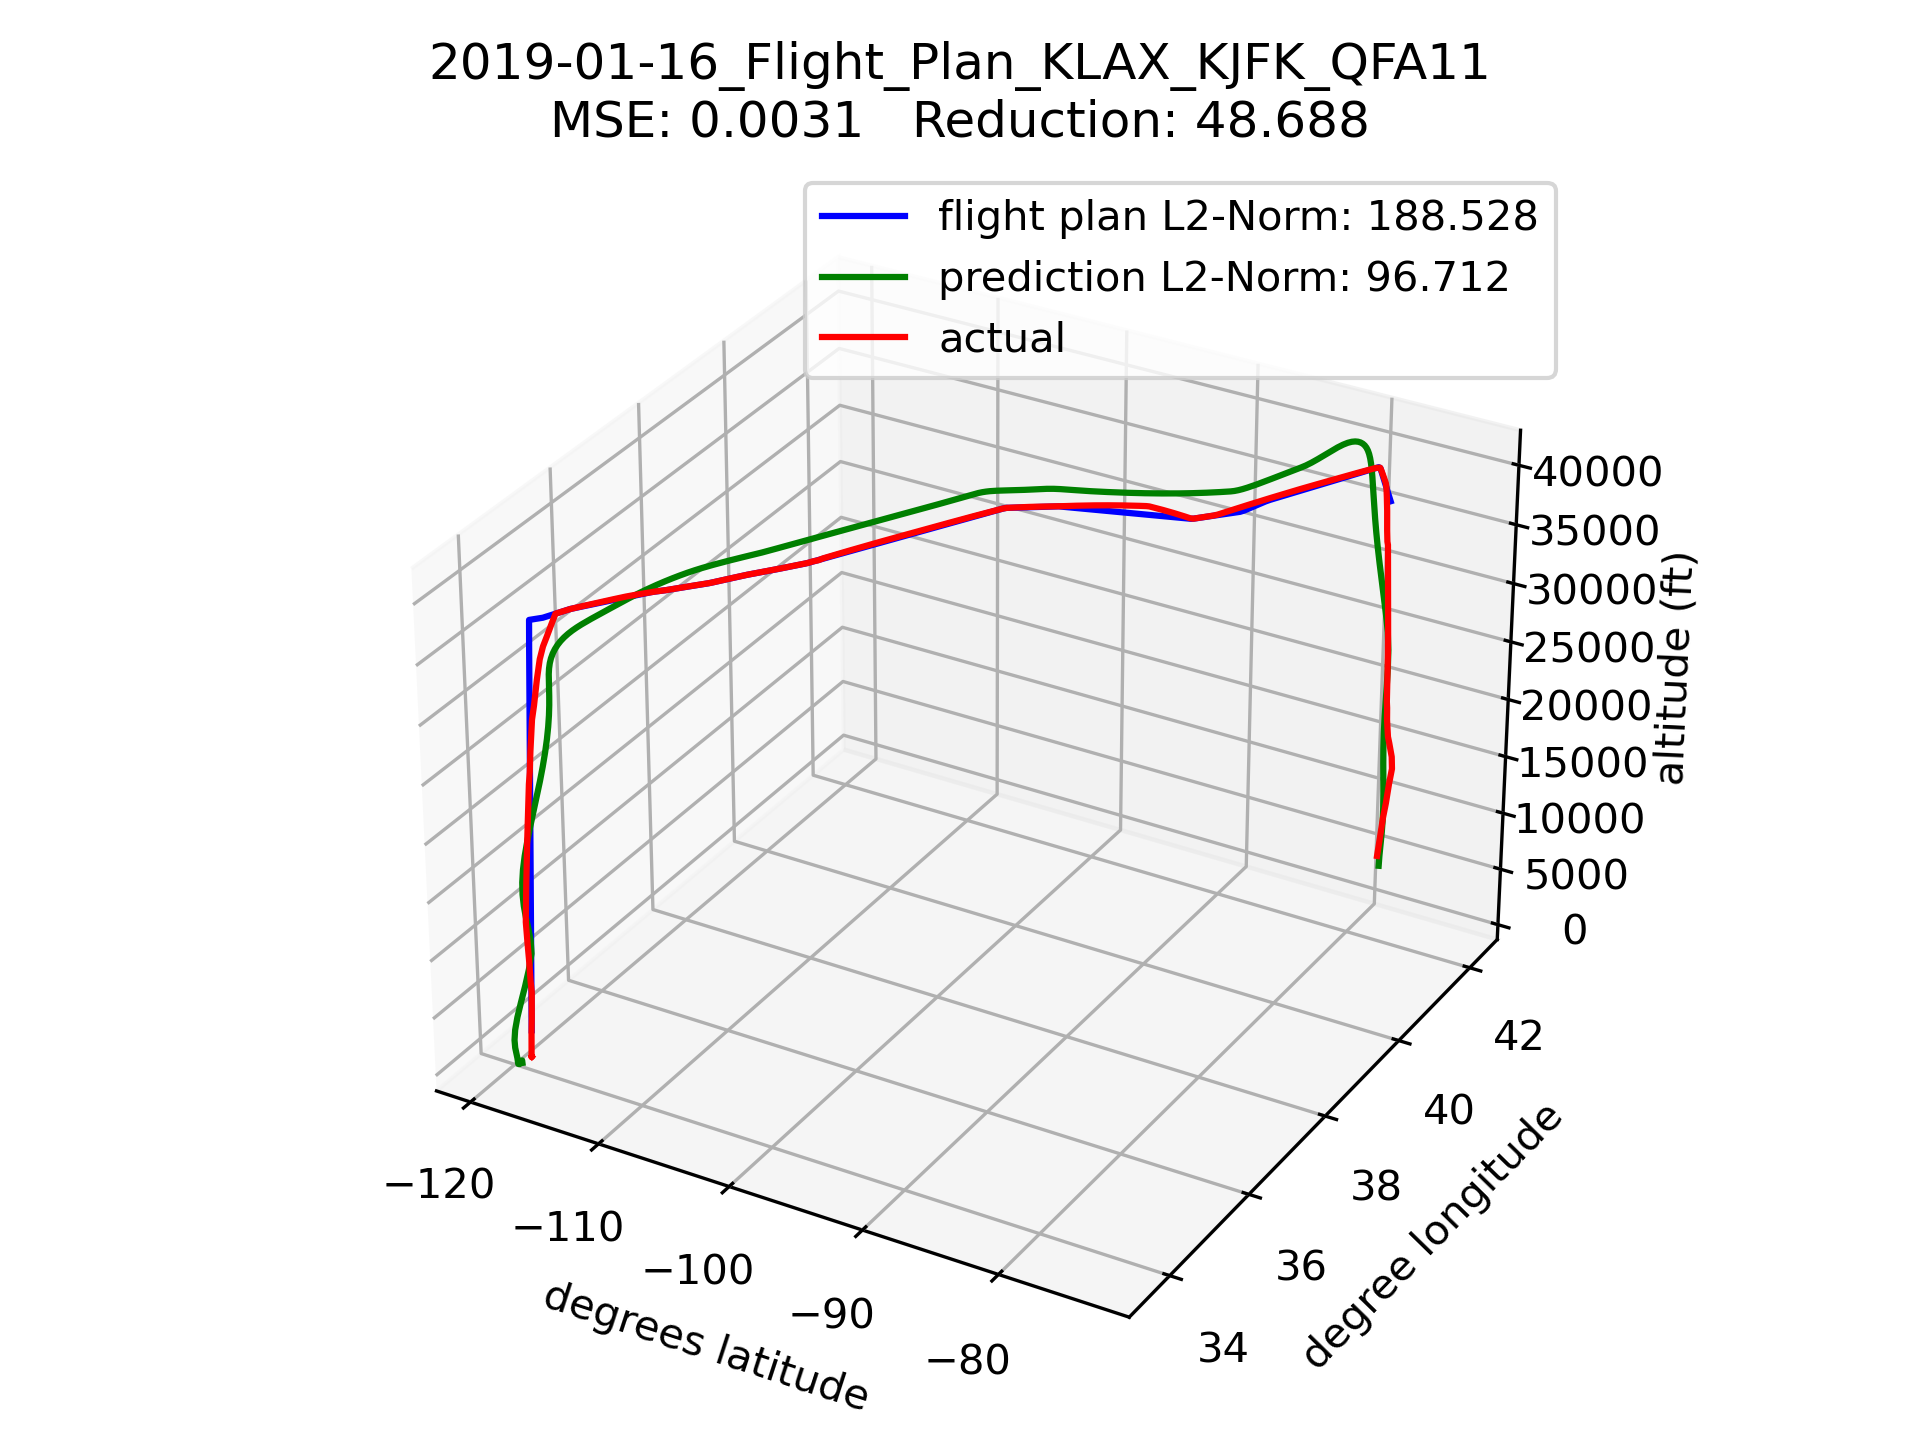 2019-01-16_Flight_Plan_KLAX_KJFK_QFA11
MSE: 0.0031   Reduction: 48.688
flight plan L2-Norm: 188.528
prediction L2-Norm: 96.712
actual
40000
35000
30000
25000
20000
15000
10000
5000
0
altitude (ft)
42
40
38
36
34
degree longitude
−120
−110
−100
−90
−80
degrees latitude